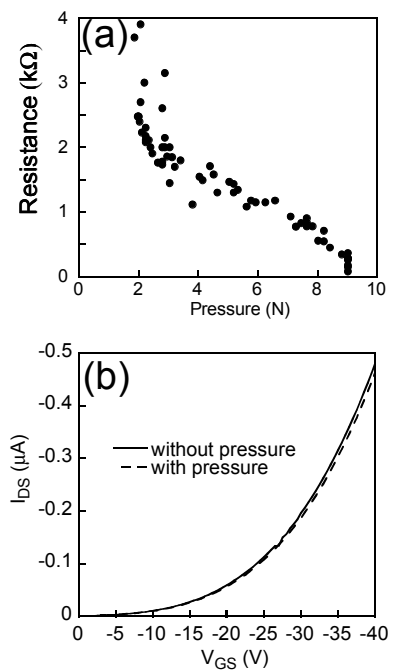 (a)
Resistance (kΩ)
4
3
2
1
0
0 2 4 6 8 10
Pressure (N)
(b)
-0.5
-0.4
-0.3
-0.2
-0.1
0
without pressure
with pressure
I_DS (μA)
0 -5 -10 -15 -20 -25 -30 -35 -40
V_GS (V)